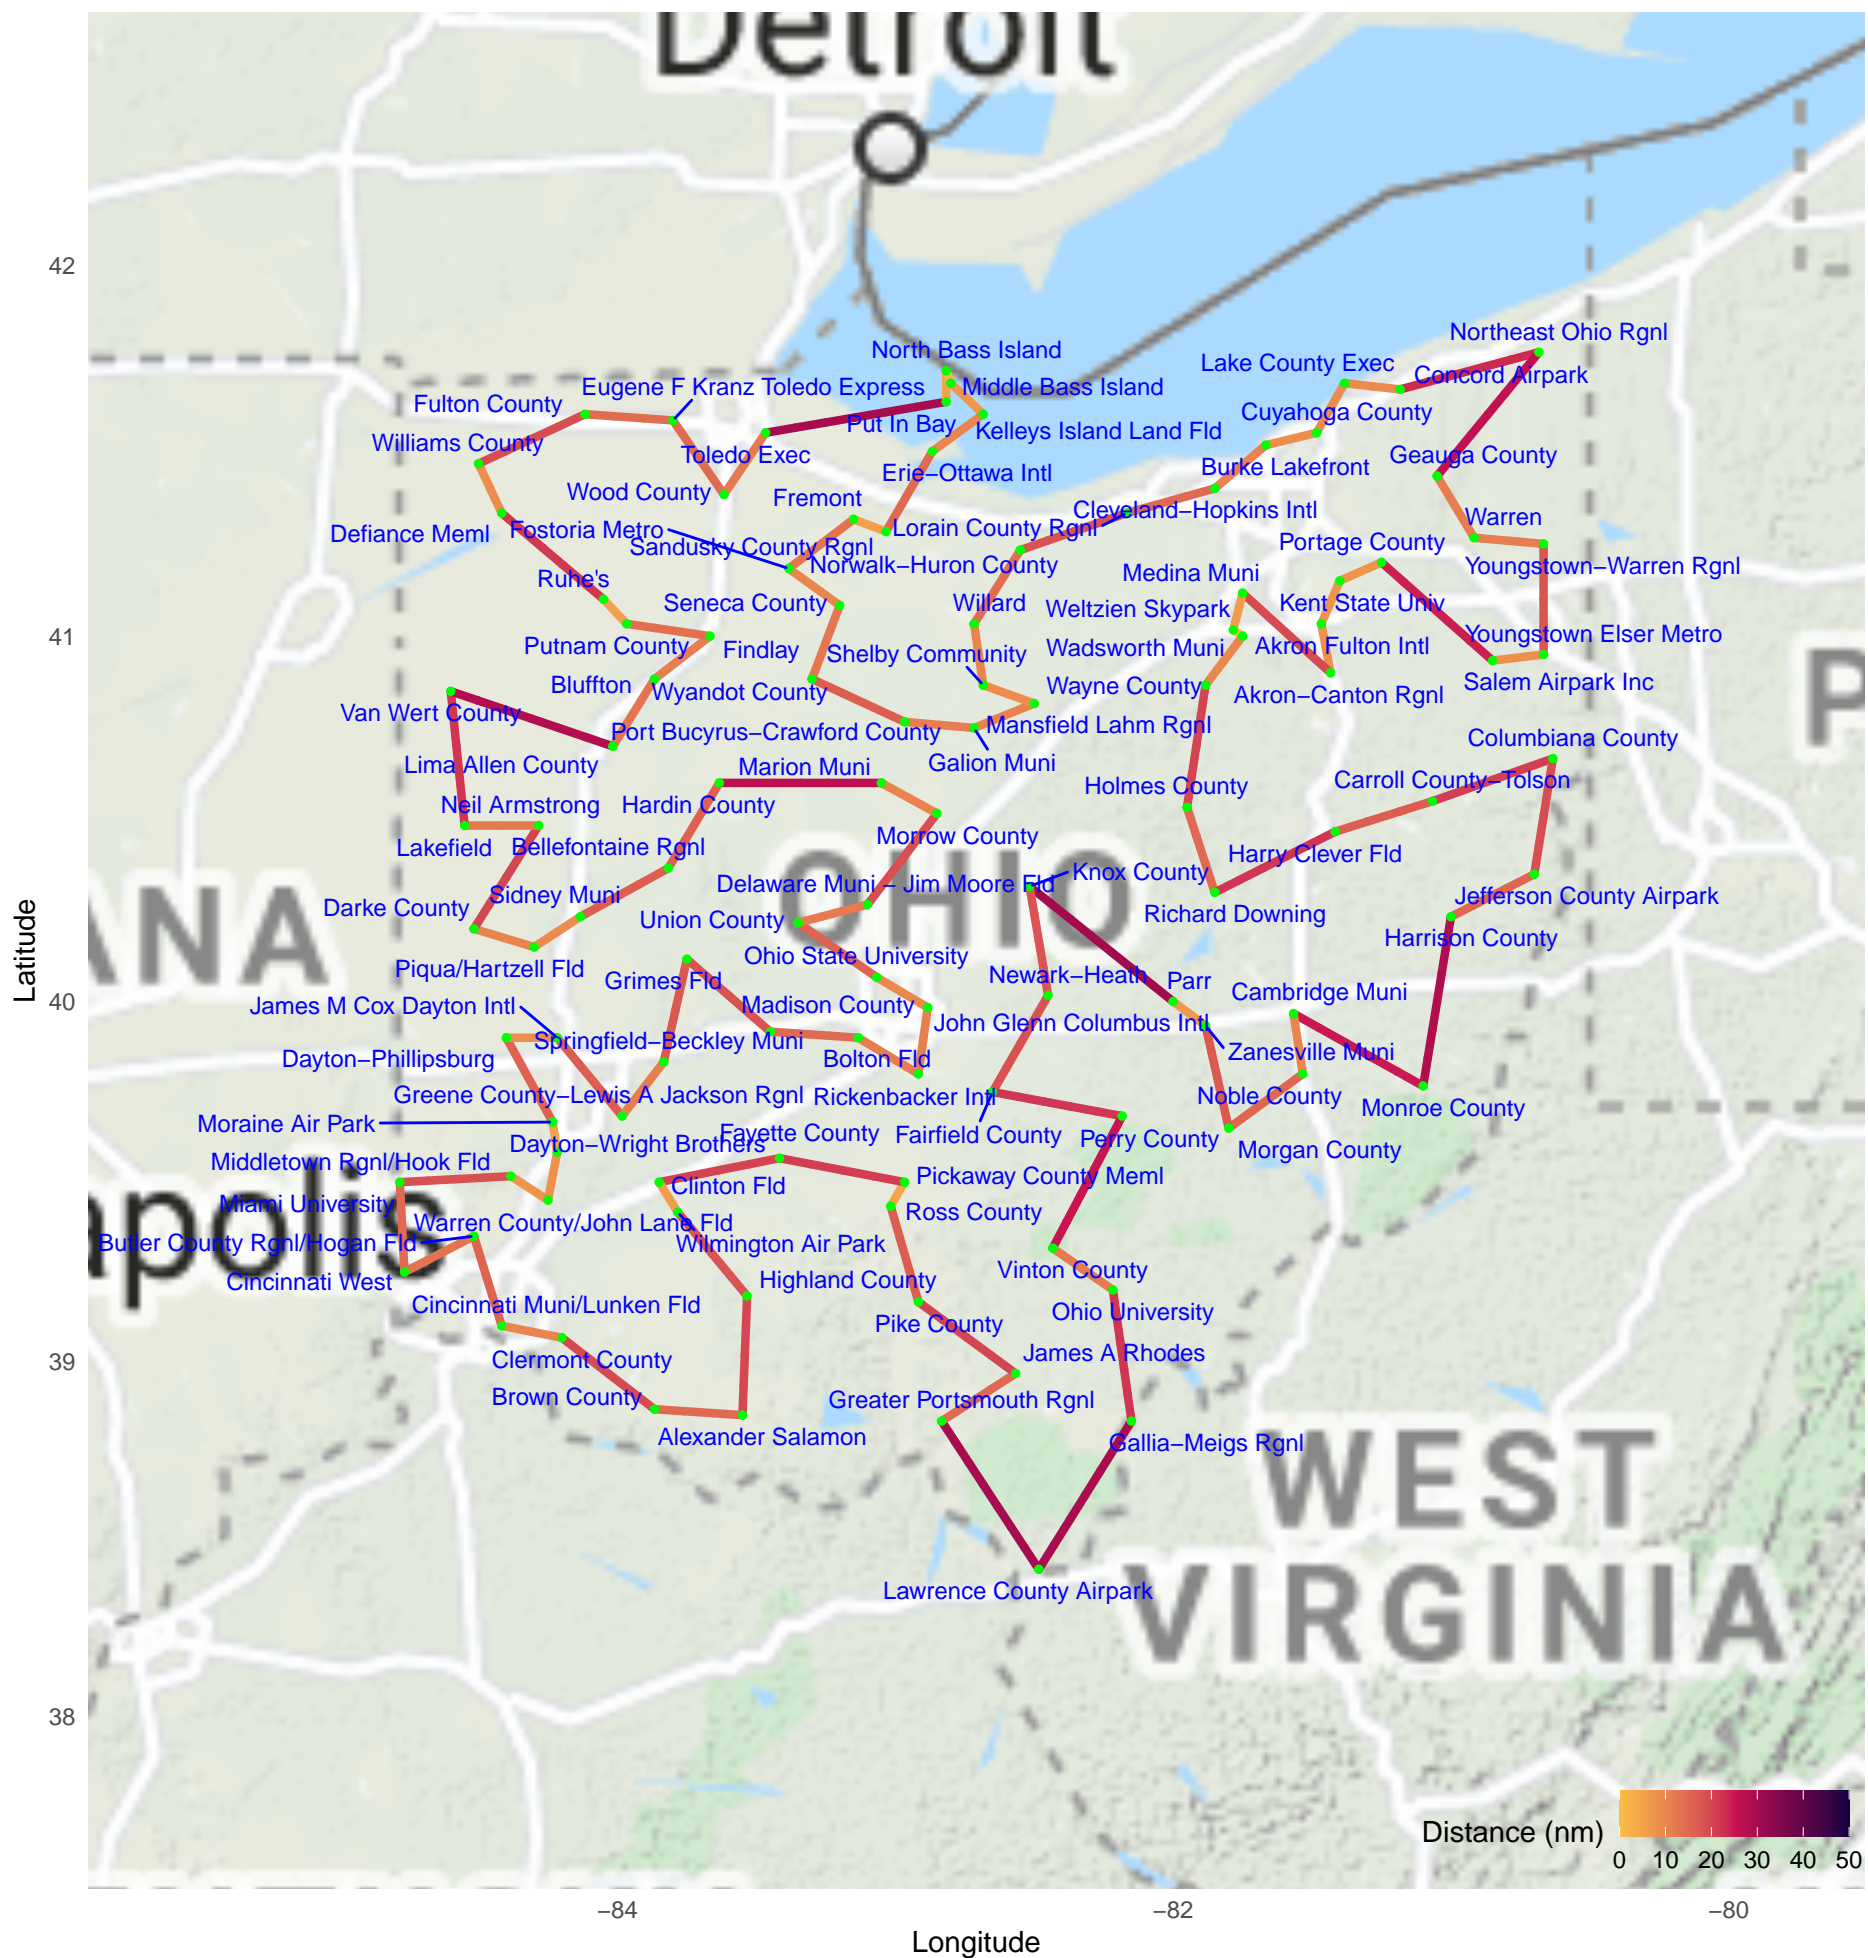 Detroit
42
Northeast Ohio Rgnl
North Bass Island
Lake County Exec
Concord Airpark
Eugene F Kranz Toledo Express
Middle Bass Island
Fulton County
Cuyahoga County
Put In Bay
Kelleys Island Land Fld
Williams County
Toledo Exec
Geauga County
Burke Lakefront
Erie−Ottawa Intl
Wood County
Fremont
Cleveland−Hopkins Intl
Warren
Defiance Meml
Fostoria Metro
Lorain County Rgnl
Sandusky County Rgnl
Portage County
Norwalk−Huron County
Youngstown−Warren Rgnl
Medina Muni
Ruhe's
Seneca County
Willard
Weltzien Skypark
Kent State Univ
41
Youngstown Elser Metro
Putnam County
Findlay
Shelby Community
Wadsworth Muni
Akron Fulton Intl
Bluffton
Wyandot County
Wayne County
Akron−Canton Rgnl
Salem Airpark Inc
P
Van Wert County
Port Bucyrus−Crawford County
Mansfield Lahm Rgnl
Columbiana County
Lima Allen County
Marion Muni
Galion Muni
Carroll County−Tolson
Holmes County
Neil Armstrong
Hardin County
Morrow County
Lakefield
Bellefontaine Rgnl
Harry Clever Fld
OHIO
Knox County
Delaware Muni − Jim Moore Fld
Sidney Muni
Jefferson County Airpark
Darke County
Union County
Richard Downing
ANA
Harrison County
Latitude
Piqua/Hartzell Fld
Ohio State University
Grimes Fld
Newark−Heath
Parr
Cambridge Muni
40
James M Cox Dayton Intl
Madison County
John Glenn Columbus Intl
Springfield−Beckley Muni
Zanesville Muni
Dayton−Phillipsburg
Bolton Fld
Greene County−Lewis A Jackson Rgnl
Rickenbacker Intl
Noble County
Monroe County
Moraine Air Park
Fayette County
Fairfield County
Perry County
Dayton−Wright Brothers
Morgan County
Middletown Rgnl/Hook Fld
Clinton Fld
Pickaway County Meml
apolis
Miami University
Ross County
Warren County/John Lane Fld
Butler County Rgnl/Hogan Fld
Wilmington Air Park
Cincinnati West
Highland County
Vinton County
Cincinnati Muni/Lunken Fld
Ohio University
Pike County
39
Clermont County
James A Rhodes
Brown County
Greater Portsmouth Rgnl
Alexander Salamon
Gallia−Meigs Rgnl
WEST
VIRGINIA
Lawrence County Airpark
38
Distance (nm)
0 10 20 30 40 50
−84 −82 −80
Longitude